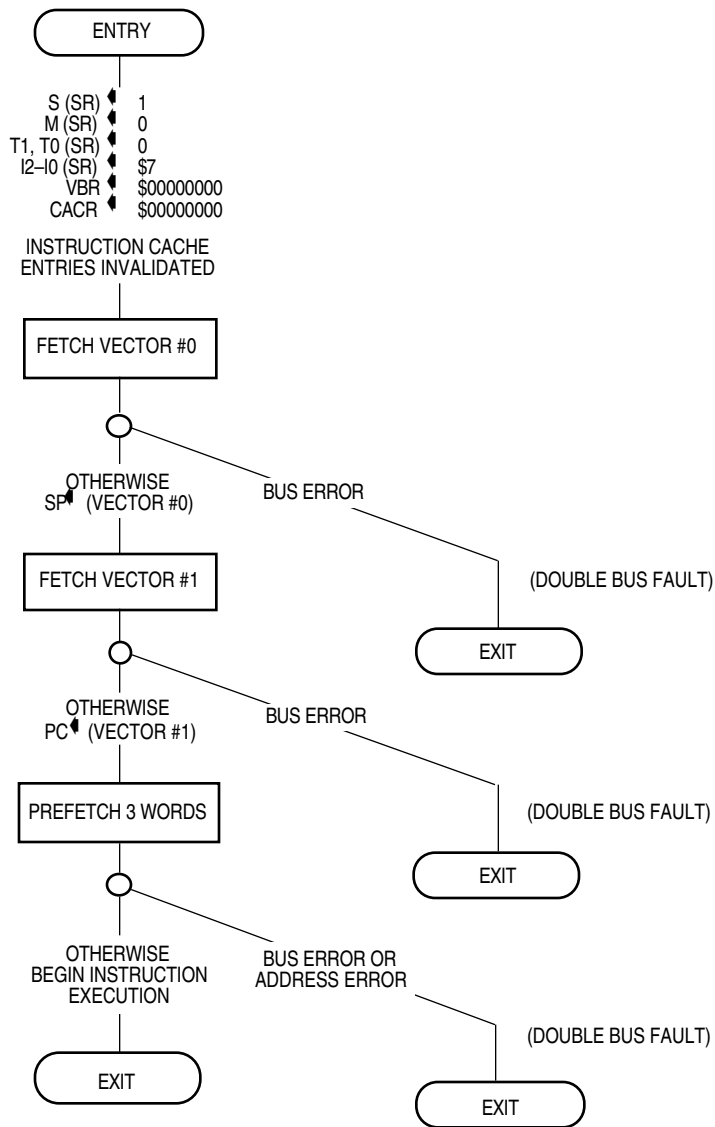 ENTRY
S (SR) 1
M (SR) 0
T1, T0 (SR) 0
I2–I0 (SR) $7
VBR $00000000
CACR $00000000
INSTRUCTION CACHE
ENTRIES INVALIDATED
FETCH VECTOR #0
OTHERWISE
SP (VECTOR #0)
BUS ERROR
FETCH VECTOR #1
(DOUBLE BUS FAULT)
EXIT
OTHERWISE
PC (VECTOR #1)
BUS ERROR
PREFETCH 3 WORDS
(DOUBLE BUS FAULT)
EXIT
OTHERWISE
BEGIN INSTRUCTION
EXECUTION
BUS ERROR OR
ADDRESS ERROR
(DOUBLE BUS FAULT)
EXIT
EXIT